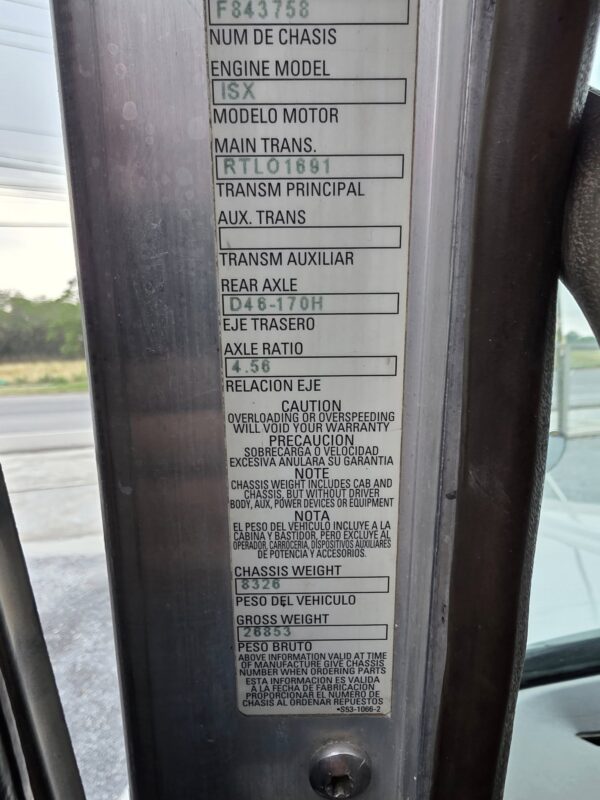 F843758
NUM DE CHASIS
ENGINE MODEL
ISX
MODELO MOTOR
MAIN TRANS.
RTLO1691
TRANSM PRINCIPAL
AUX. TRANS
TRANSM AUXILIAR
REAR AXLE
D46-170H
EJE TRASERO
AXLE RATIO
4.56
RELACION EJE
CAUTION
OVERLOADING OR OVERSPEEDING
WILL VOID YOUR WARRANTY
PRECAUCION
SOBRECARGA O VELOCIDAD
EXCESIVA ANULARA SU GARANTIA
NOTE
CHASSIS WEIGHT INCLUDES CAB AND
CHASSIS, BUT WITHOUT DRIVER
BODY, AUX, POWER DEVICES OR EQUIPMENT
NOTA
EL PESO DEL VEHICULO INCLUYE A LA
CABINA Y BASTIDOR, PERO EXCLUYE AL
OPERADOR, CARROCERIA, DISPOSITIVOS AUXILIARES
DE POTENCIA Y ACCESORIOS.
CHASSIS WEIGHT
8326
PESO DEL VEHICULO
GROSS WEIGHT
26853
PESO BRUTO
ABOVE INFORMATION VALID AT TIME
OF MANUFACTURE GIVE CHASSIS
NUMBER WHEN ORDERING PARTS
ESTA INFORMACION ES VALIDA
A LA FECHA DE FABRICACION
PROPORCIONAR EL NUMERO DE
CHASIS AL ORDENAR REPUESTOS
*S53-1066-2